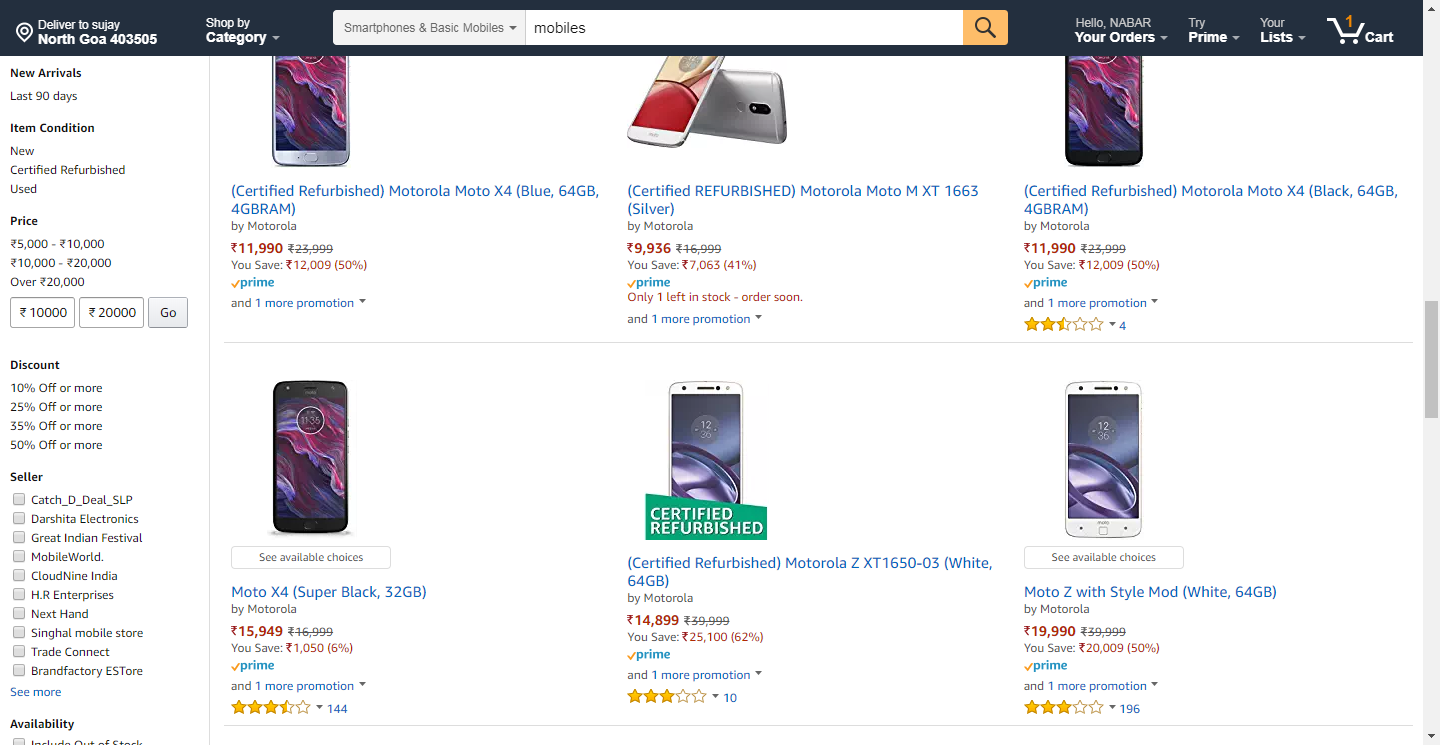 Deliver to sujay
North Goa 403505
Shop by
Category
Smartphones & Basic Mobiles
mobiles
Hello, NABAR
Your Orders
Try
Prime
Your
Lists
1
Cart
New Arrivals
Last 90 days
Item Condition
New
Certified Refurbished
Used
Price
₹5,000 - ₹10,000
₹10,000 - ₹20,000
Over ₹20,000
₹ 10000
₹ 20000
Go
Discount
10% Off or more
25% Off or more
35% Off or more
50% Off or more
Seller
Catch_D_Deal_SLP
Darshita Electronics
Great Indian Festival
MobileWorld.
CloudNine India
H.R Enterprises
Next Hand
Singhal mobile store
Trade Connect
Brandfactory ESTore
See more
Availability
Include Out of Stock
(Certified Refurbished) Motorola Moto X4 (Blue, 64GB,
4GBRAM)
by Motorola
₹11,990 ₹23,999
You Save: ₹12,009 (50%)
prime
and 1 more promotion
(Certified REFURBISHED) Motorola Moto M XT 1663
(Silver)
by Motorola
₹9,936 ₹16,999
You Save: ₹7,063 (41%)
prime
Only 1 left in stock - order soon.
and 1 more promotion
(Certified Refurbished) Motorola Moto X4 (Black, 64GB,
4GBRAM)
by Motorola
₹11,990 ₹23,999
You Save: ₹12,009 (50%)
prime
and 1 more promotion
4
11:35
See available choices
Moto X4 (Super Black, 32GB)
by Motorola
₹15,949 ₹16,999
You Save: ₹1,050 (6%)
prime
and 1 more promotion
144
12
36
CERTIFIED
REFURBISHED
(Certified Refurbished) Motorola Z XT1650-03 (White,
64GB)
by Motorola
₹14,899 ₹39,999
You Save: ₹25,100 (62%)
prime
and 1 more promotion
10
12
36
moto
See available choices
Moto Z with Style Mod (White, 64GB)
by Motorola
₹19,990 ₹39,999
You Save: ₹20,009 (50%)
prime
and 1 more promotion
196